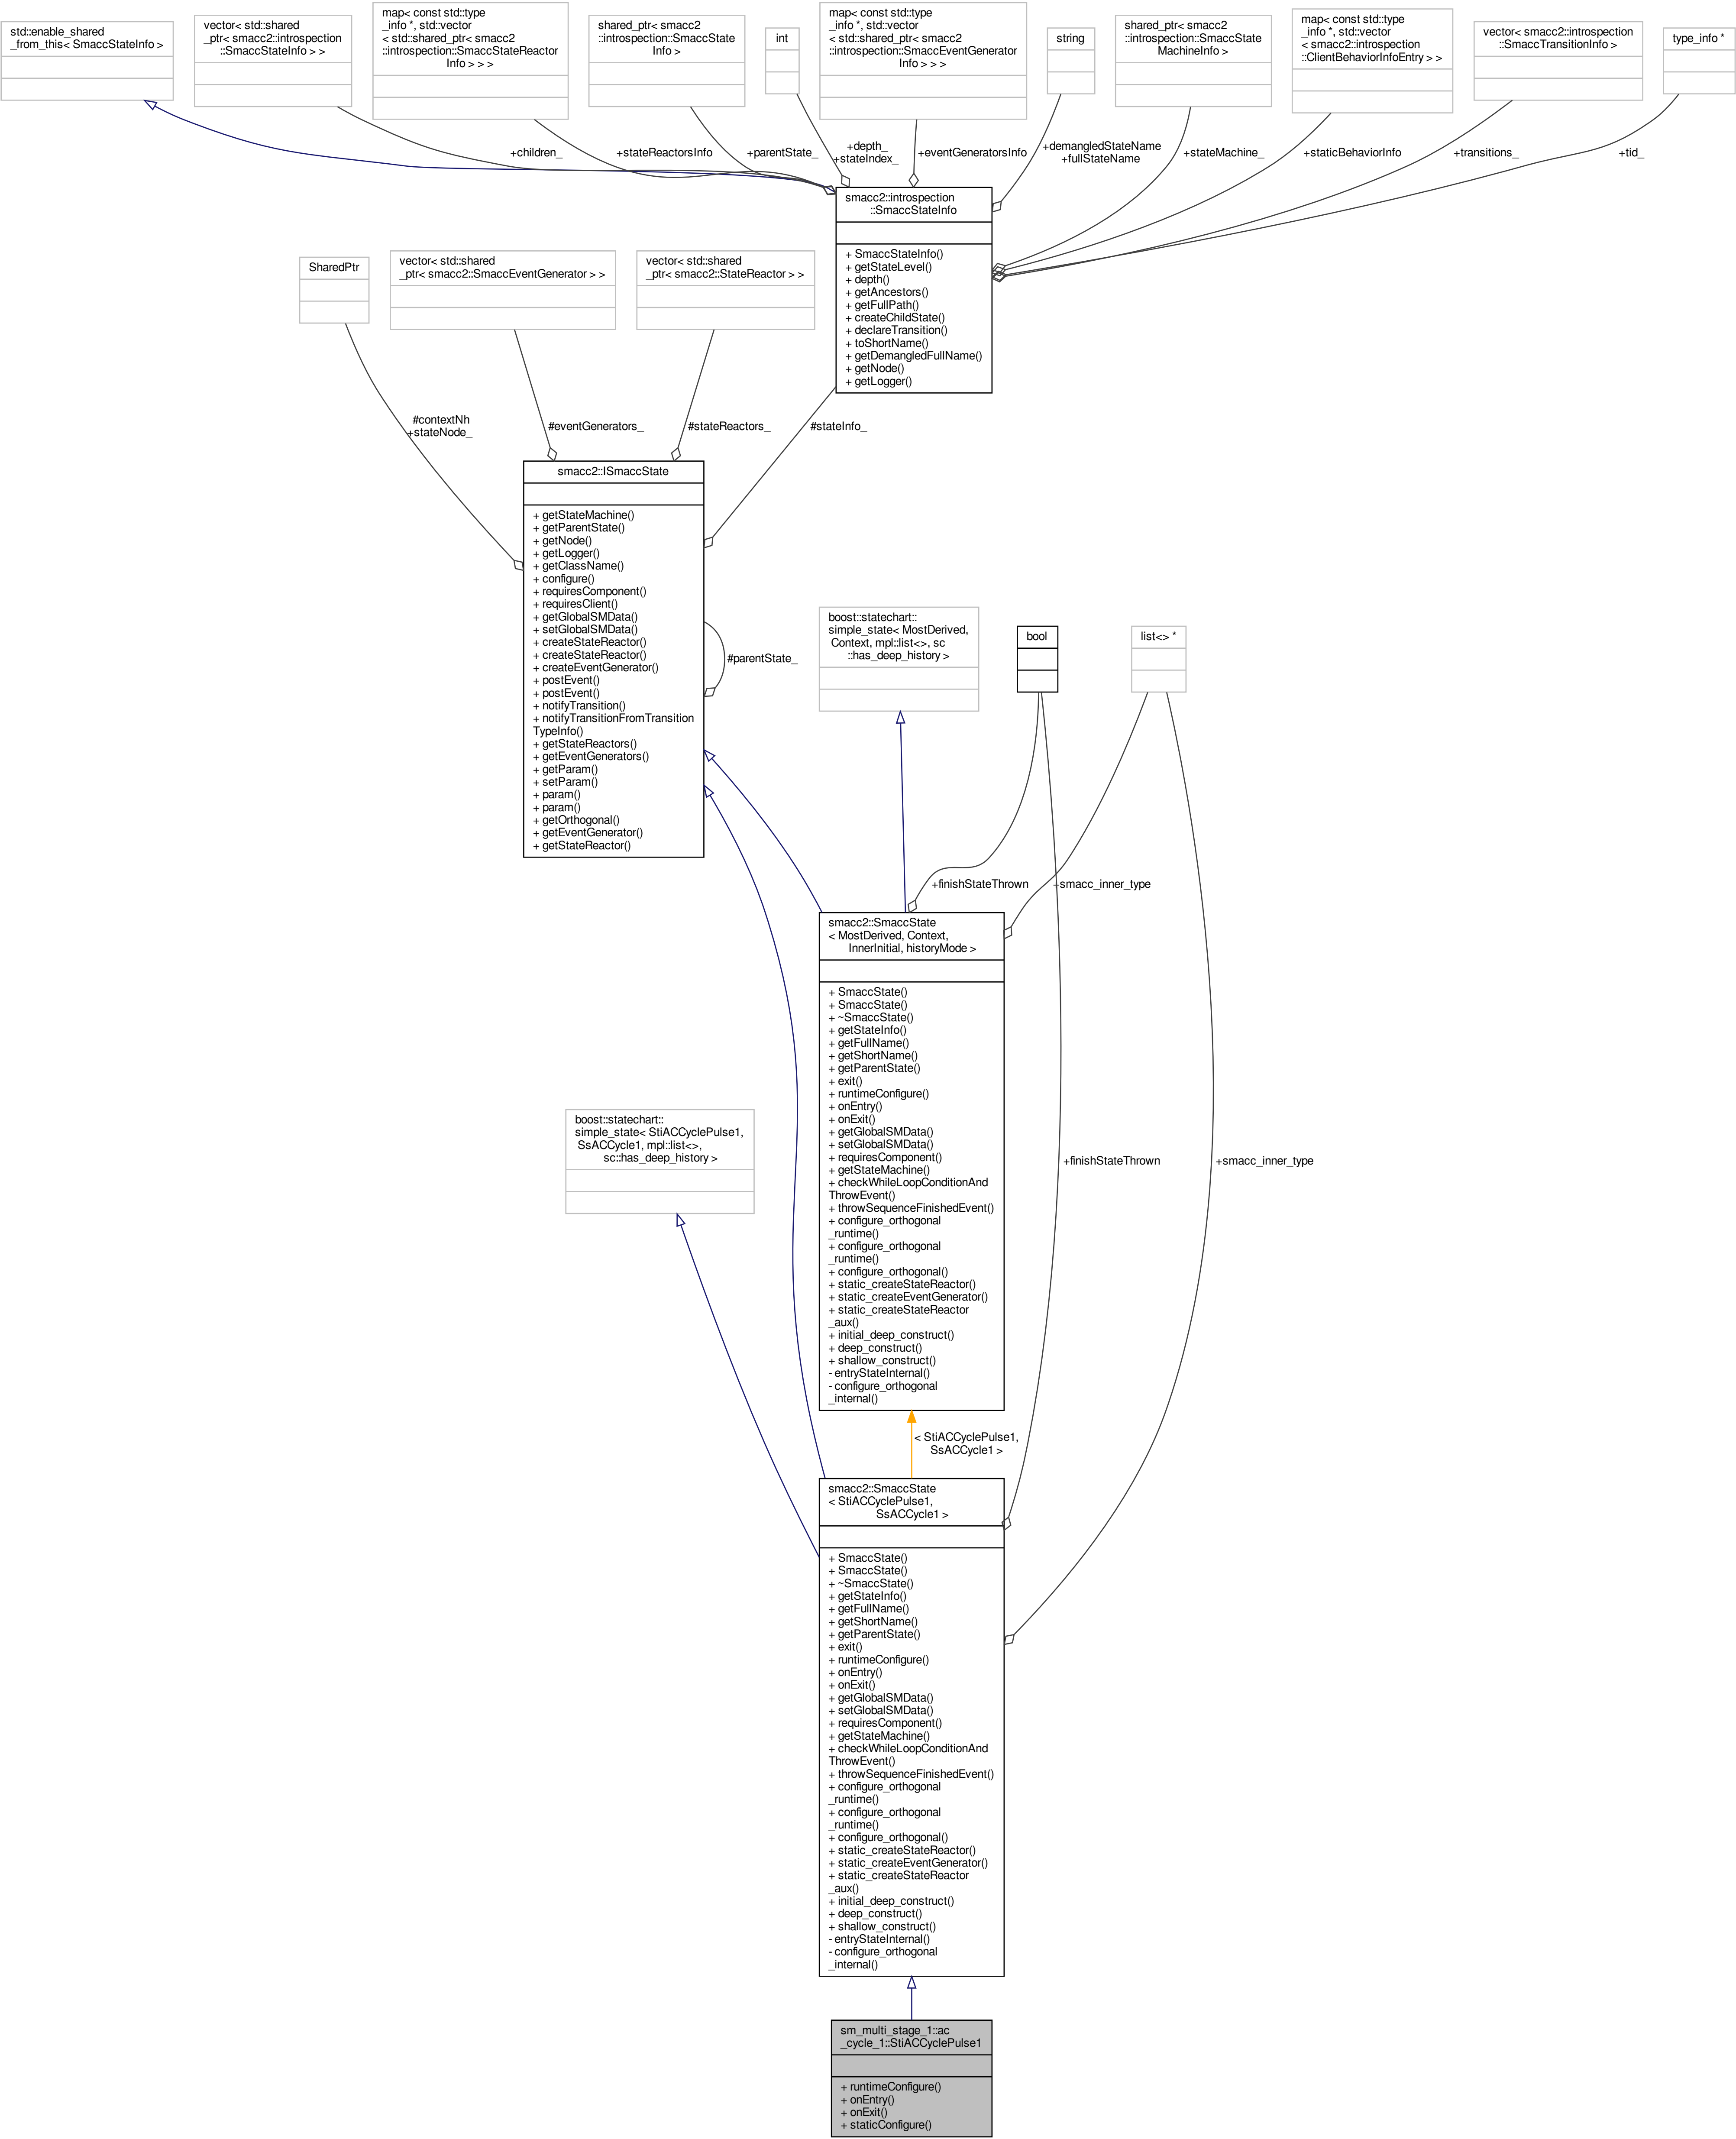 std::enable_shared
_from_this< SmaccStateInfo >
vector< std::shared
_ptr< smacc2::introspection
::SmaccStateInfo > >
map< const std::type
_info *, std::vector
< std::shared_ptr< smacc2
::introspection::SmaccStateReactor
Info > > >
shared_ptr< smacc2
::introspection::SmaccState
Info >
int
map< const std::type
_info *, std::vector
< std::shared_ptr< smacc2
::introspection::SmaccEventGenerator
Info > > >
string
shared_ptr< smacc2
::introspection::SmaccState
MachineInfo >
map< const std::type
_info *, std::vector
< smacc2::introspection
::ClientBehaviorInfoEntry > >
vector< smacc2::introspection
::SmaccTransitionInfo >
type_info *
+children_
+stateReactorsInfo
+parentState_
+depth_
+stateIndex_
+eventGeneratorsInfo
+demangledStateName
+fullStateName
+stateMachine_
+staticBehaviorInfo
+transitions_
+tid_
smacc2::introspection
::SmaccStateInfo
+ SmaccStateInfo()
+ getStateLevel()
+ depth()
+ getAncestors()
+ getFullPath()
+ createChildState()
+ declareTransition()
+ toShortName()
+ getDemangledFullName()
+ getNode()
+ getLogger()
SharedPtr
vector< std::shared
_ptr< smacc2::SmaccEventGenerator > >
vector< std::shared
_ptr< smacc2::StateReactor > >
#contextNh
+stateNode_
#eventGenerators_
#stateReactors_
#stateInfo_
smacc2::ISmaccState
+ getStateMachine()
+ getParentState()
+ getNode()
+ getLogger()
+ getClassName()
+ configure()
+ requiresComponent()
+ requiresClient()
+ getGlobalSMData()
+ setGlobalSMData()
+ createStateReactor()
+ createStateReactor()
+ createEventGenerator()
+ postEvent()
+ postEvent()
+ notifyTransition()
+ notifyTransitionFromTransition
TypeInfo()
+ getStateReactors()
+ getEventGenerators()
+ getParam()
+ setParam()
+ param()
+ param()
+ getOrthogonal()
+ getEventGenerator()
+ getStateReactor()
#parentState_
boost::statechart::
simple_state< MostDerived,
Context, mpl::list<>, sc
::has_deep_history >
bool
list<> *
+finishStateThrown
+smacc_inner_type
smacc2::SmaccState
< MostDerived, Context,
InnerInitial, historyMode >
+ SmaccState()
+ SmaccState()
+ ~SmaccState()
+ getStateInfo()
+ getFullName()
+ getShortName()
+ getParentState()
+ exit()
+ runtimeConfigure()
+ onEntry()
+ onExit()
+ getGlobalSMData()
+ setGlobalSMData()
+ requiresComponent()
+ getStateMachine()
+ checkWhileLoopConditionAnd
ThrowEvent()
+ throwSequenceFinishedEvent()
+ configure_orthogonal
_runtime()
+ configure_orthogonal
_runtime()
+ configure_orthogonal()
+ static_createStateReactor()
+ static_createEventGenerator()
+ static_createStateReactor
_aux()
+ initial_deep_construct()
+ deep_construct()
+ shallow_construct()
- entryStateInternal()
- configure_orthogonal
_internal()
boost::statechart::
simple_state< StiACCyclePulse1,
SsACCycle1, mpl::list<>,
sc::has_deep_history >
+finishStateThrown
+smacc_inner_type
< StiACCyclePulse1,
SsACCycle1 >
smacc2::SmaccState
< StiACCyclePulse1,
SsACCycle1 >
+ SmaccState()
+ SmaccState()
+ ~SmaccState()
+ getStateInfo()
+ getFullName()
+ getShortName()
+ getParentState()
+ exit()
+ runtimeConfigure()
+ onEntry()
+ onExit()
+ getGlobalSMData()
+ setGlobalSMData()
+ requiresComponent()
+ getStateMachine()
+ checkWhileLoopConditionAnd
ThrowEvent()
+ throwSequenceFinishedEvent()
+ configure_orthogonal
_runtime()
+ configure_orthogonal
_runtime()
+ configure_orthogonal()
+ static_createStateReactor()
+ static_createEventGenerator()
+ static_createStateReactor
_aux()
+ initial_deep_construct()
+ deep_construct()
+ shallow_construct()
- entryStateInternal()
- configure_orthogonal
_internal()
sm_multi_stage_1::ac
_cycle_1::StiACCyclePulse1
+ runtimeConfigure()
+ onEntry()
+ onExit()
+ staticConfigure()